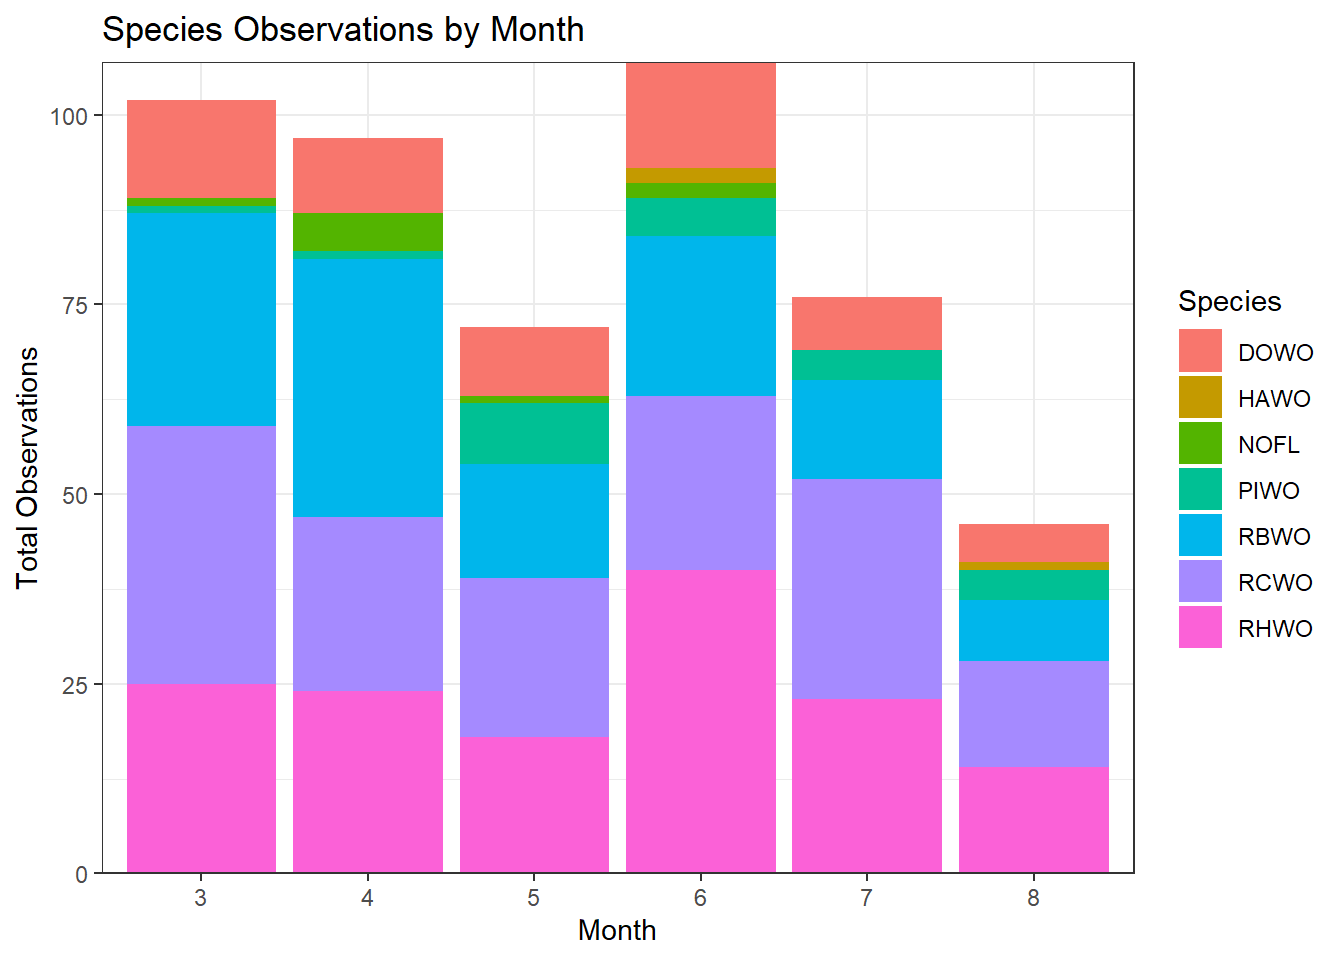 Species Observations by Month
Total Observations
100
75
50
25
0
3 4 5 6 7 8
Month
Species
DOWO
HAWO
NOFL
PIWO
RBWO
RCWO
RHWO